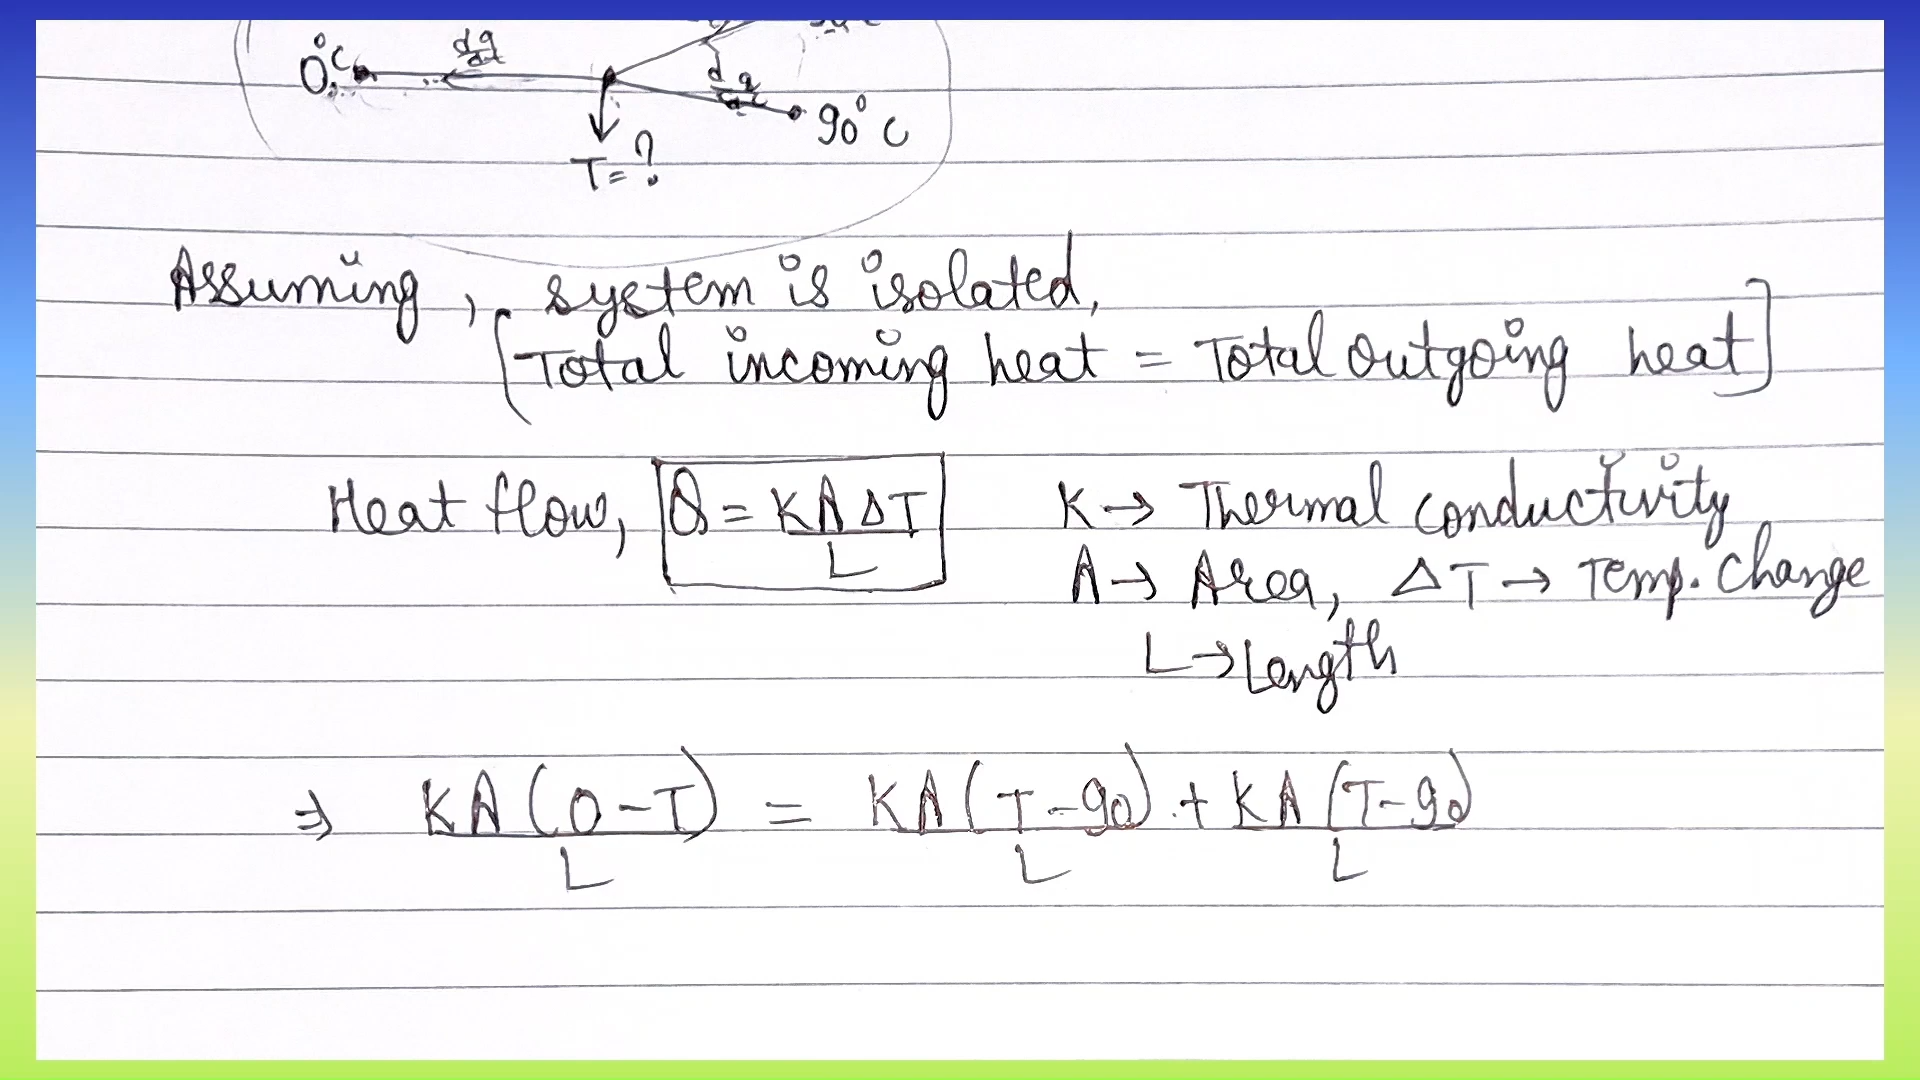 0°C dq/dt
dq/dt
90°C
T=?
Assuming, system is isolated,
[Total incoming heat = Total outgoing heat]
Heat flow, Q = KAΔT/L K → Thermal conductivity
A → Area, ΔT → Temp. change
L → Length
⇒ KA(0-T)/L = KA(T-90)/L + KA(T-90)/L